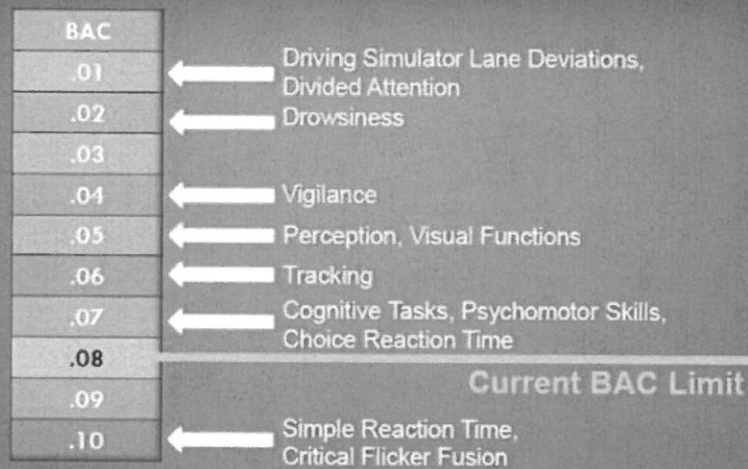 BAC
.01
Driving Simulator Lane Deviations,
Divided Attention
.02
Drowsiness
.03
.04
Vigilance
.05
Perception, Visual Functions
.06
Tracking
.07
Cognitive Tasks, Psychomotor Skills,
Choice Reaction Time
.08
Current BAC Limit
.09
.10
Simple Reaction Time,
Critical Flicker Fusion